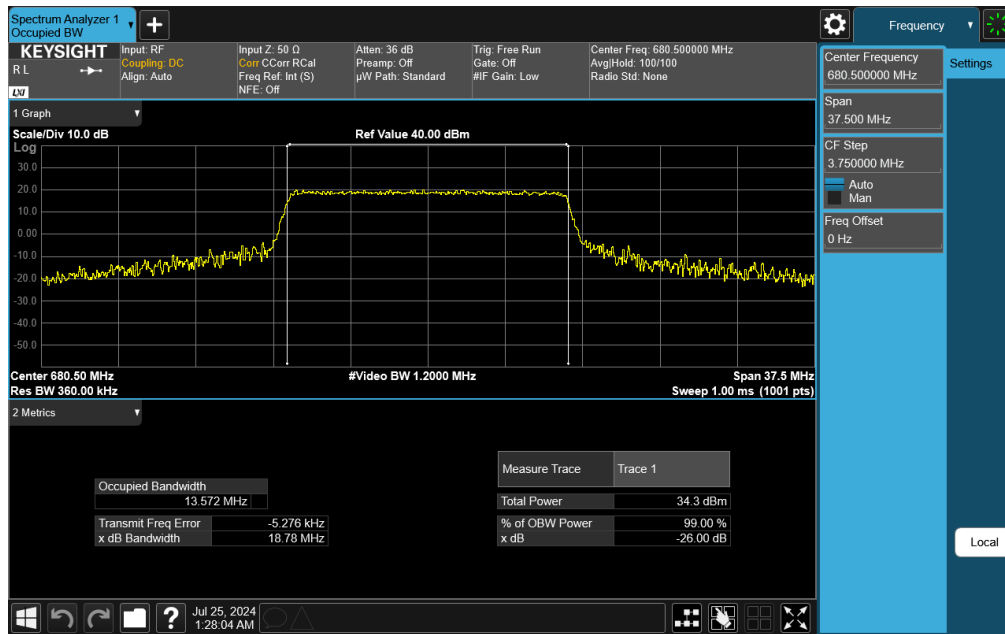 Spectrum Analyzer 1
Occupied BW
Frequency
KEYSIGHT
R L
LXI
Input: RF
Coupling: DC
Align: Auto
Input Z: 50 Ω
Corr CCorr RCal
Freq Ref: Int (S)
NFE: Off
Atten: 36 dB
Preamp: Off
µW Path: Standard
Trig: Free Run
Gate: Off
#IF Gain: Low
Center Freq: 680.500000 MHz
Avg|Hold: 100/100
Radio Std: None
Center Frequency
680.500000 MHz
Settings
Span
37.500 MHz
CF Step
3.750000 MHz
Auto
Man
Freq Offset
0 Hz
Local
1 Graph
Scale/Div 10.0 dB
Ref Value 40.00 dBm
Log
30.0
20.0
10.0
0.00
-10.0
-20.0
-30.0
-40.0
-50.0
Center 680.50 MHz
#Video BW 1.2000 MHz
Span 37.5 MHz
Res BW 360.00 kHz
Sweep 1.00 ms (1001 pts)
2 Metrics
Measure Trace Trace 1
Occupied Bandwidth
13.572 MHz
Total Power 34.3 dBm
Transmit Freq Error -5.276 kHz
% of OBW Power 99.00 %
x dB Bandwidth 18.78 MHz
x dB -26.00 dB
?
Jul 25, 2024
1:28:04 AM